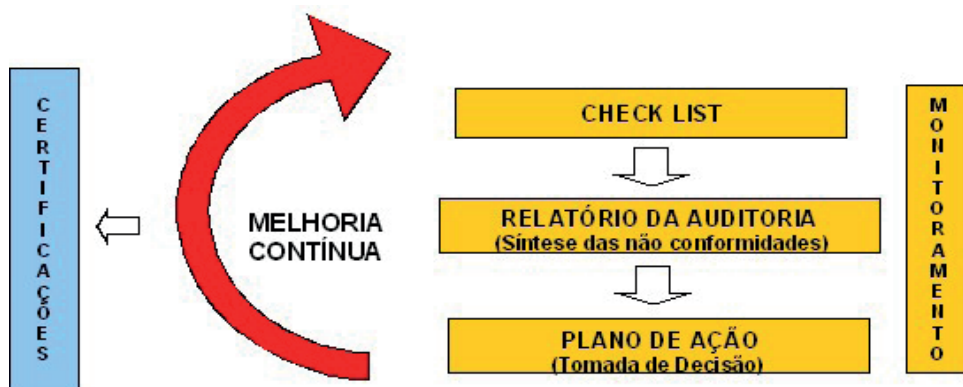 CERTIFICAÇÕES
MELHORIA
CONTÍNUA
CHECK LIST
RELATÓRIO DA AUDITORIA
(Síntese das não conformidades)
PLANO DE AÇÃO
(Tomada de Decisão)
MONITORAMENTO